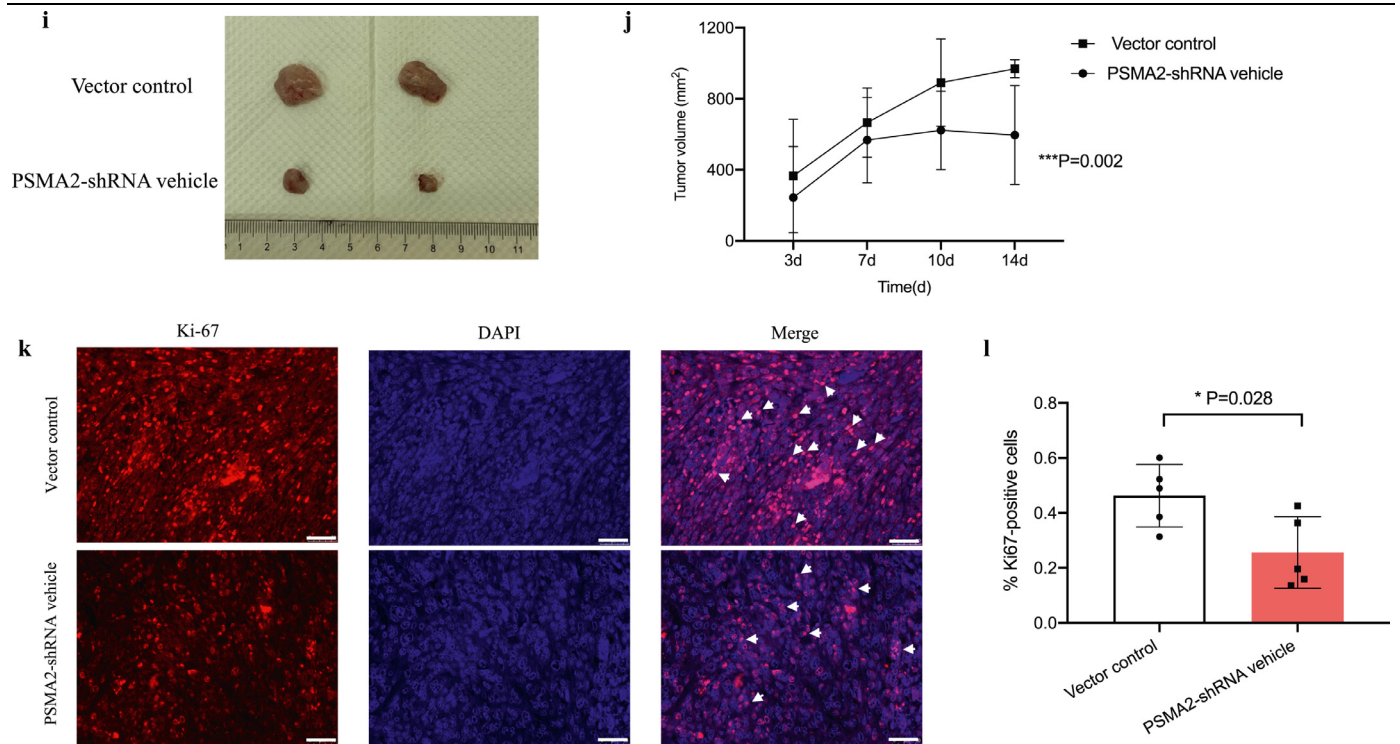 i
Vector control
PSMA2-shRNA vehicle
1 2 3 4 5 6 7 8 9 10 11
j
Tumor volume (mm²)
1200
800
400
0
3d 7d 10d 14d
Time(d)
Vector control
PSMA2-shRNA vehicle
***P=0.002
k
Ki-67 DAPI Merge
Vector control
PSMA2-shRNA vehicle
l
% Ki67-positive cells
0.8
0.6
0.4
0.2
0.0
* P=0.028
Vector control
PSMA2-shRNA vehicle